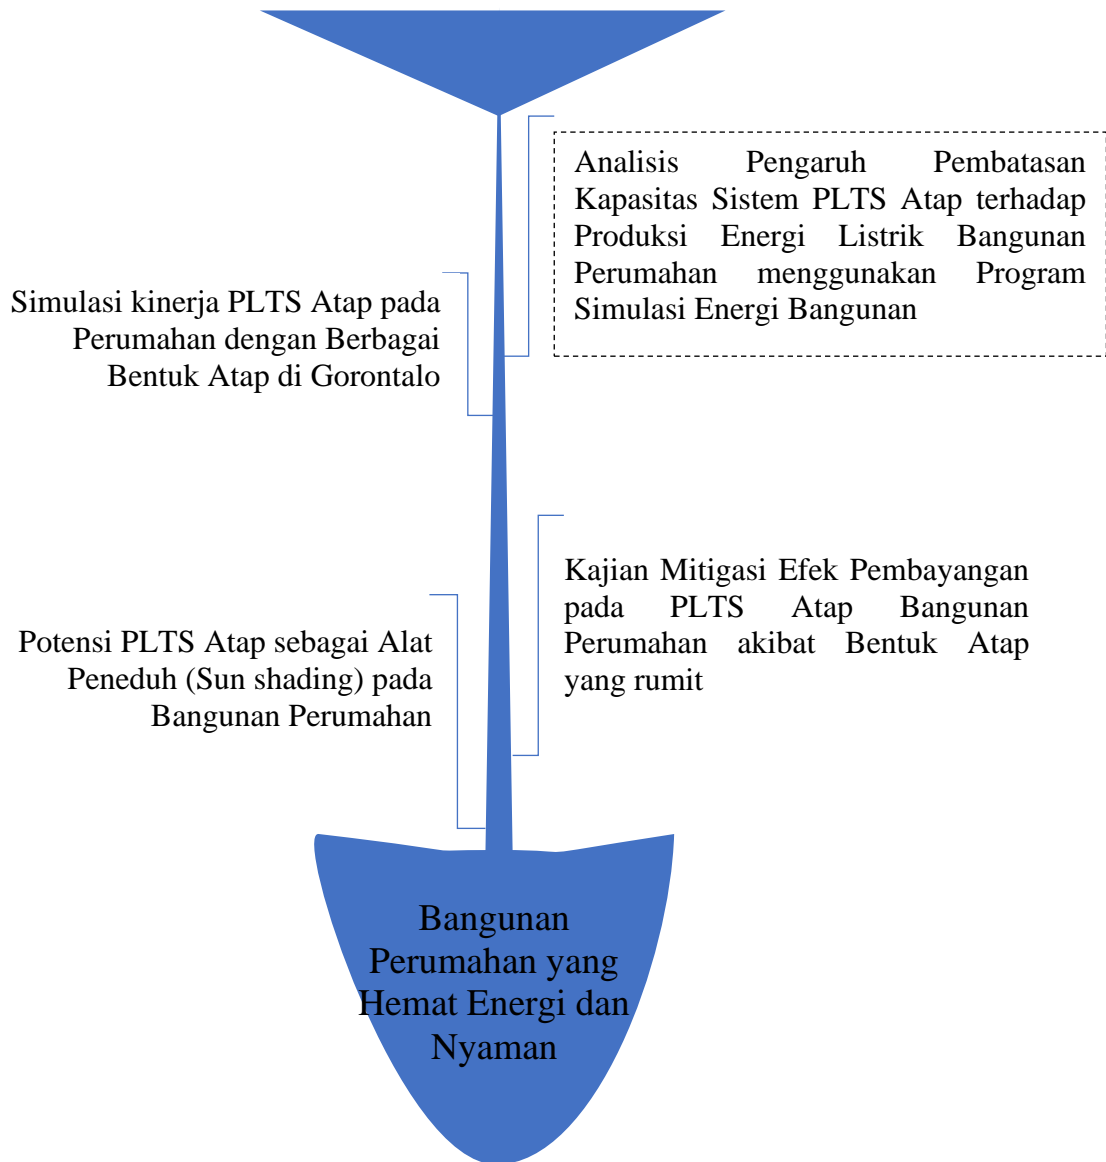 Analisis Pengaruh Pembatasan
Kapasitas Sistem PLTS Atap terhadap
Produksi Energi Listrik Bangunan
Perumahan menggunakan Program
Simulasi Energi Bangunan
Simulasi kinerja PLTS Atap pada
Perumahan dengan Berbagai
Bentuk Atap di Gorontalo
Kajian Mitigasi Efek Pembayangan
pada PLTS Atap Bangunan
Perumahan akibat Bentuk Atap
yang rumit
Potensi PLTS Atap sebagai Alat
Peneduh (Sun shading) pada
Bangunan Perumahan
Bangunan
Perumahan yang
Hemat Energi dan
Nyaman